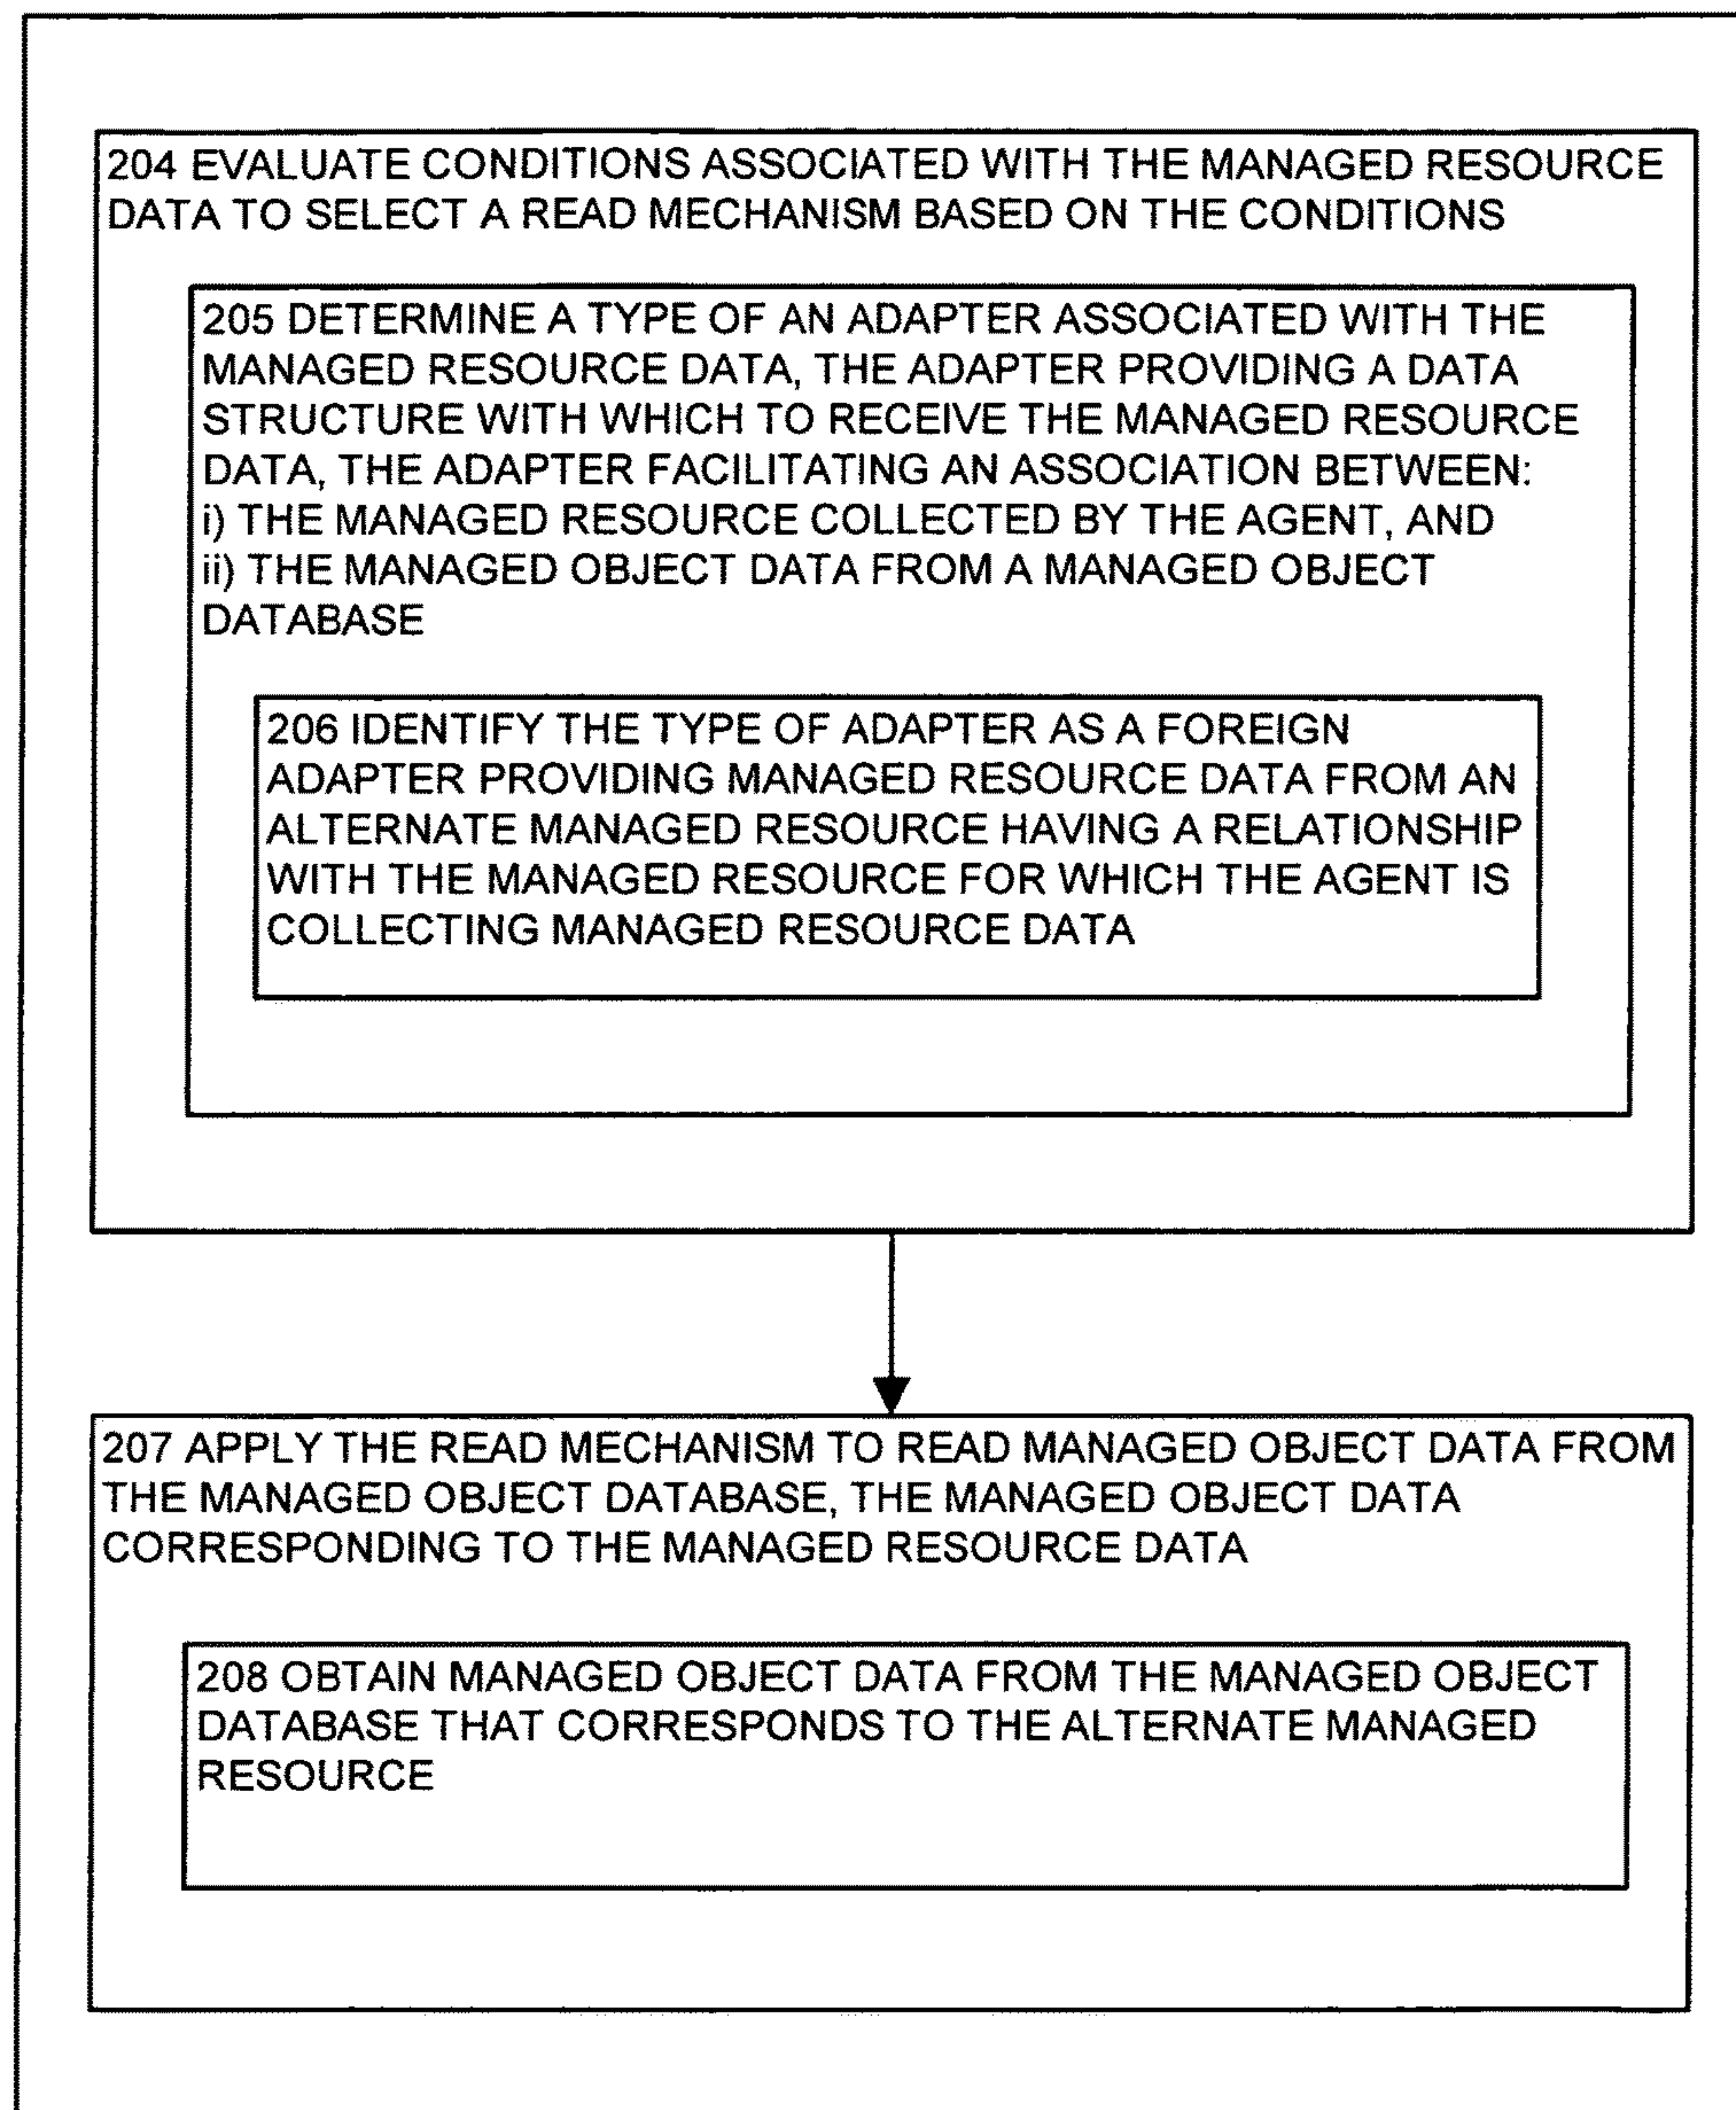 204 EVALUATE CONDITIONS ASSOCIATED WITH THE MANAGED RESOURCE
DATA TO SELECT A READ MECHANISM BASED ON THE CONDITIONS
205 DETERMINE A TYPE OF AN ADAPTER ASSOCIATED WITH THE
MANAGED RESOURCE DATA, THE ADAPTER PROVIDING A DATA
STRUCTURE WITH WHICH TO RECEIVE THE MANAGED RESOURCE
DATA, THE ADAPTER FACILITATING AN ASSOCIATION BETWEEN:
i) THE MANAGED RESOURCE COLLECTED BY THE AGENT, AND
ii) THE MANAGED OBJECT DATA FROM A MANAGED OBJECT
DATABASE
206 IDENTIFY THE TYPE OF ADAPTER AS A FOREIGN
ADAPTER PROVIDING MANAGED RESOURCE DATA FROM AN
ALTERNATE MANAGED RESOURCE HAVING A RELATIONSHIP
WITH THE MANAGED RESOURCE FOR WHICH THE AGENT IS
COLLECTING MANAGED RESOURCE DATA
207 APPLY THE READ MECHANISM TO READ MANAGED OBJECT DATA FROM
THE MANAGED OBJECT DATABASE, THE MANAGED OBJECT DATA
CORRESPONDING TO THE MANAGED RESOURCE DATA
208 OBTAIN MANAGED OBJECT DATA FROM THE MANAGED OBJECT
DATABASE THAT CORRESPONDS TO THE ALTERNATE MANAGED
RESOURCE